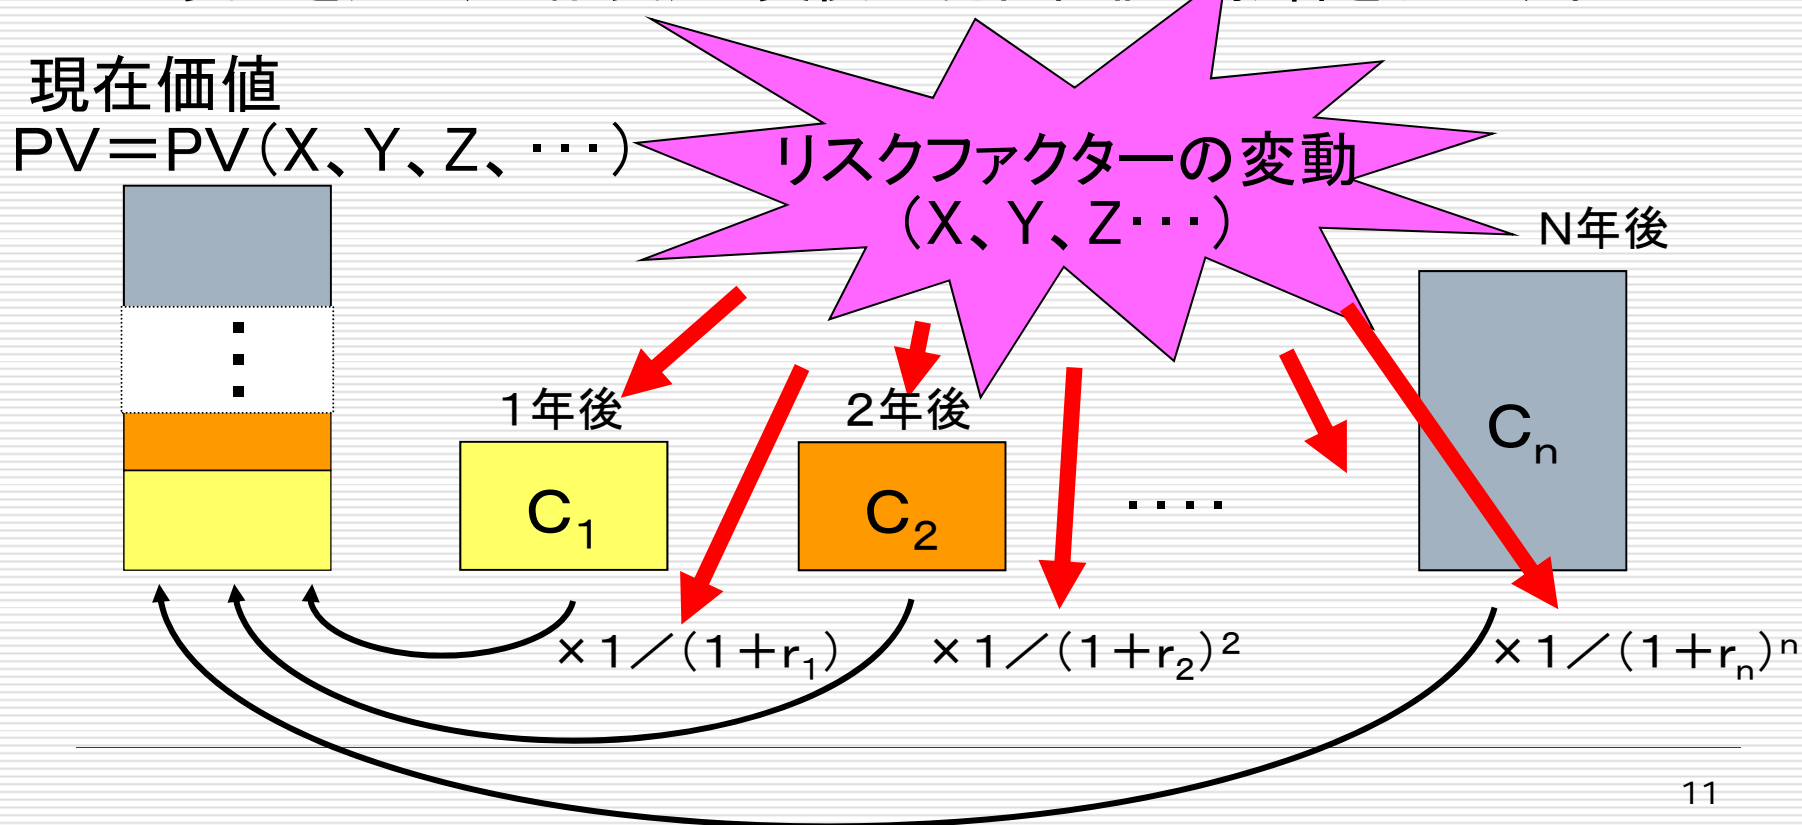 現在価値
PV=PV(X、Y、Z、・・・)
リスクファクターの変動
(X、Y、Z・・・)
N年後
1年後
2年後
C1
C2
・・・・
Cn
×1/(1+r1)
×1/(1+r2)2
×1/(1+rn)n
11